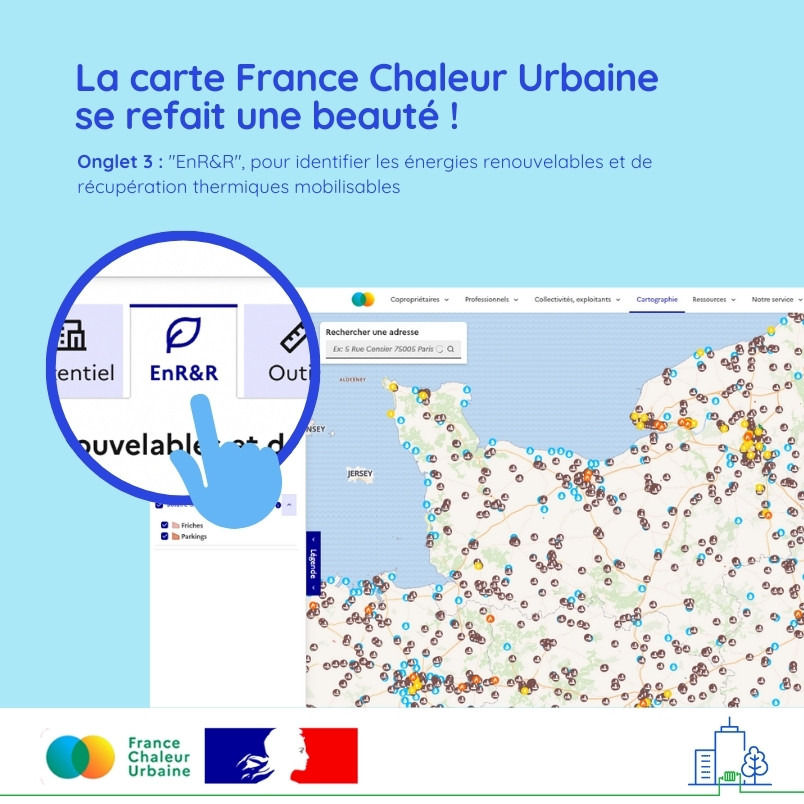 La carte France Chaleur Urbaine
se refait une beauté !
Onglet 3 : "EnR&R", pour identifier les énergies renouvelables et de
récupération thermiques mobilisables
Copropriétaires
Professionnels
Collectivités, exploitants
Cartographie
Ressources
Notre service
Rechercher une adresse
Ex: 5 Rue Censier 75005 Paris
entiel
EnR&R
Outi
ouvelables et d
ALDERNEY
NSEY
JERSEY
Friches
Parkings
Légende
France
Chaleur
Urbaine